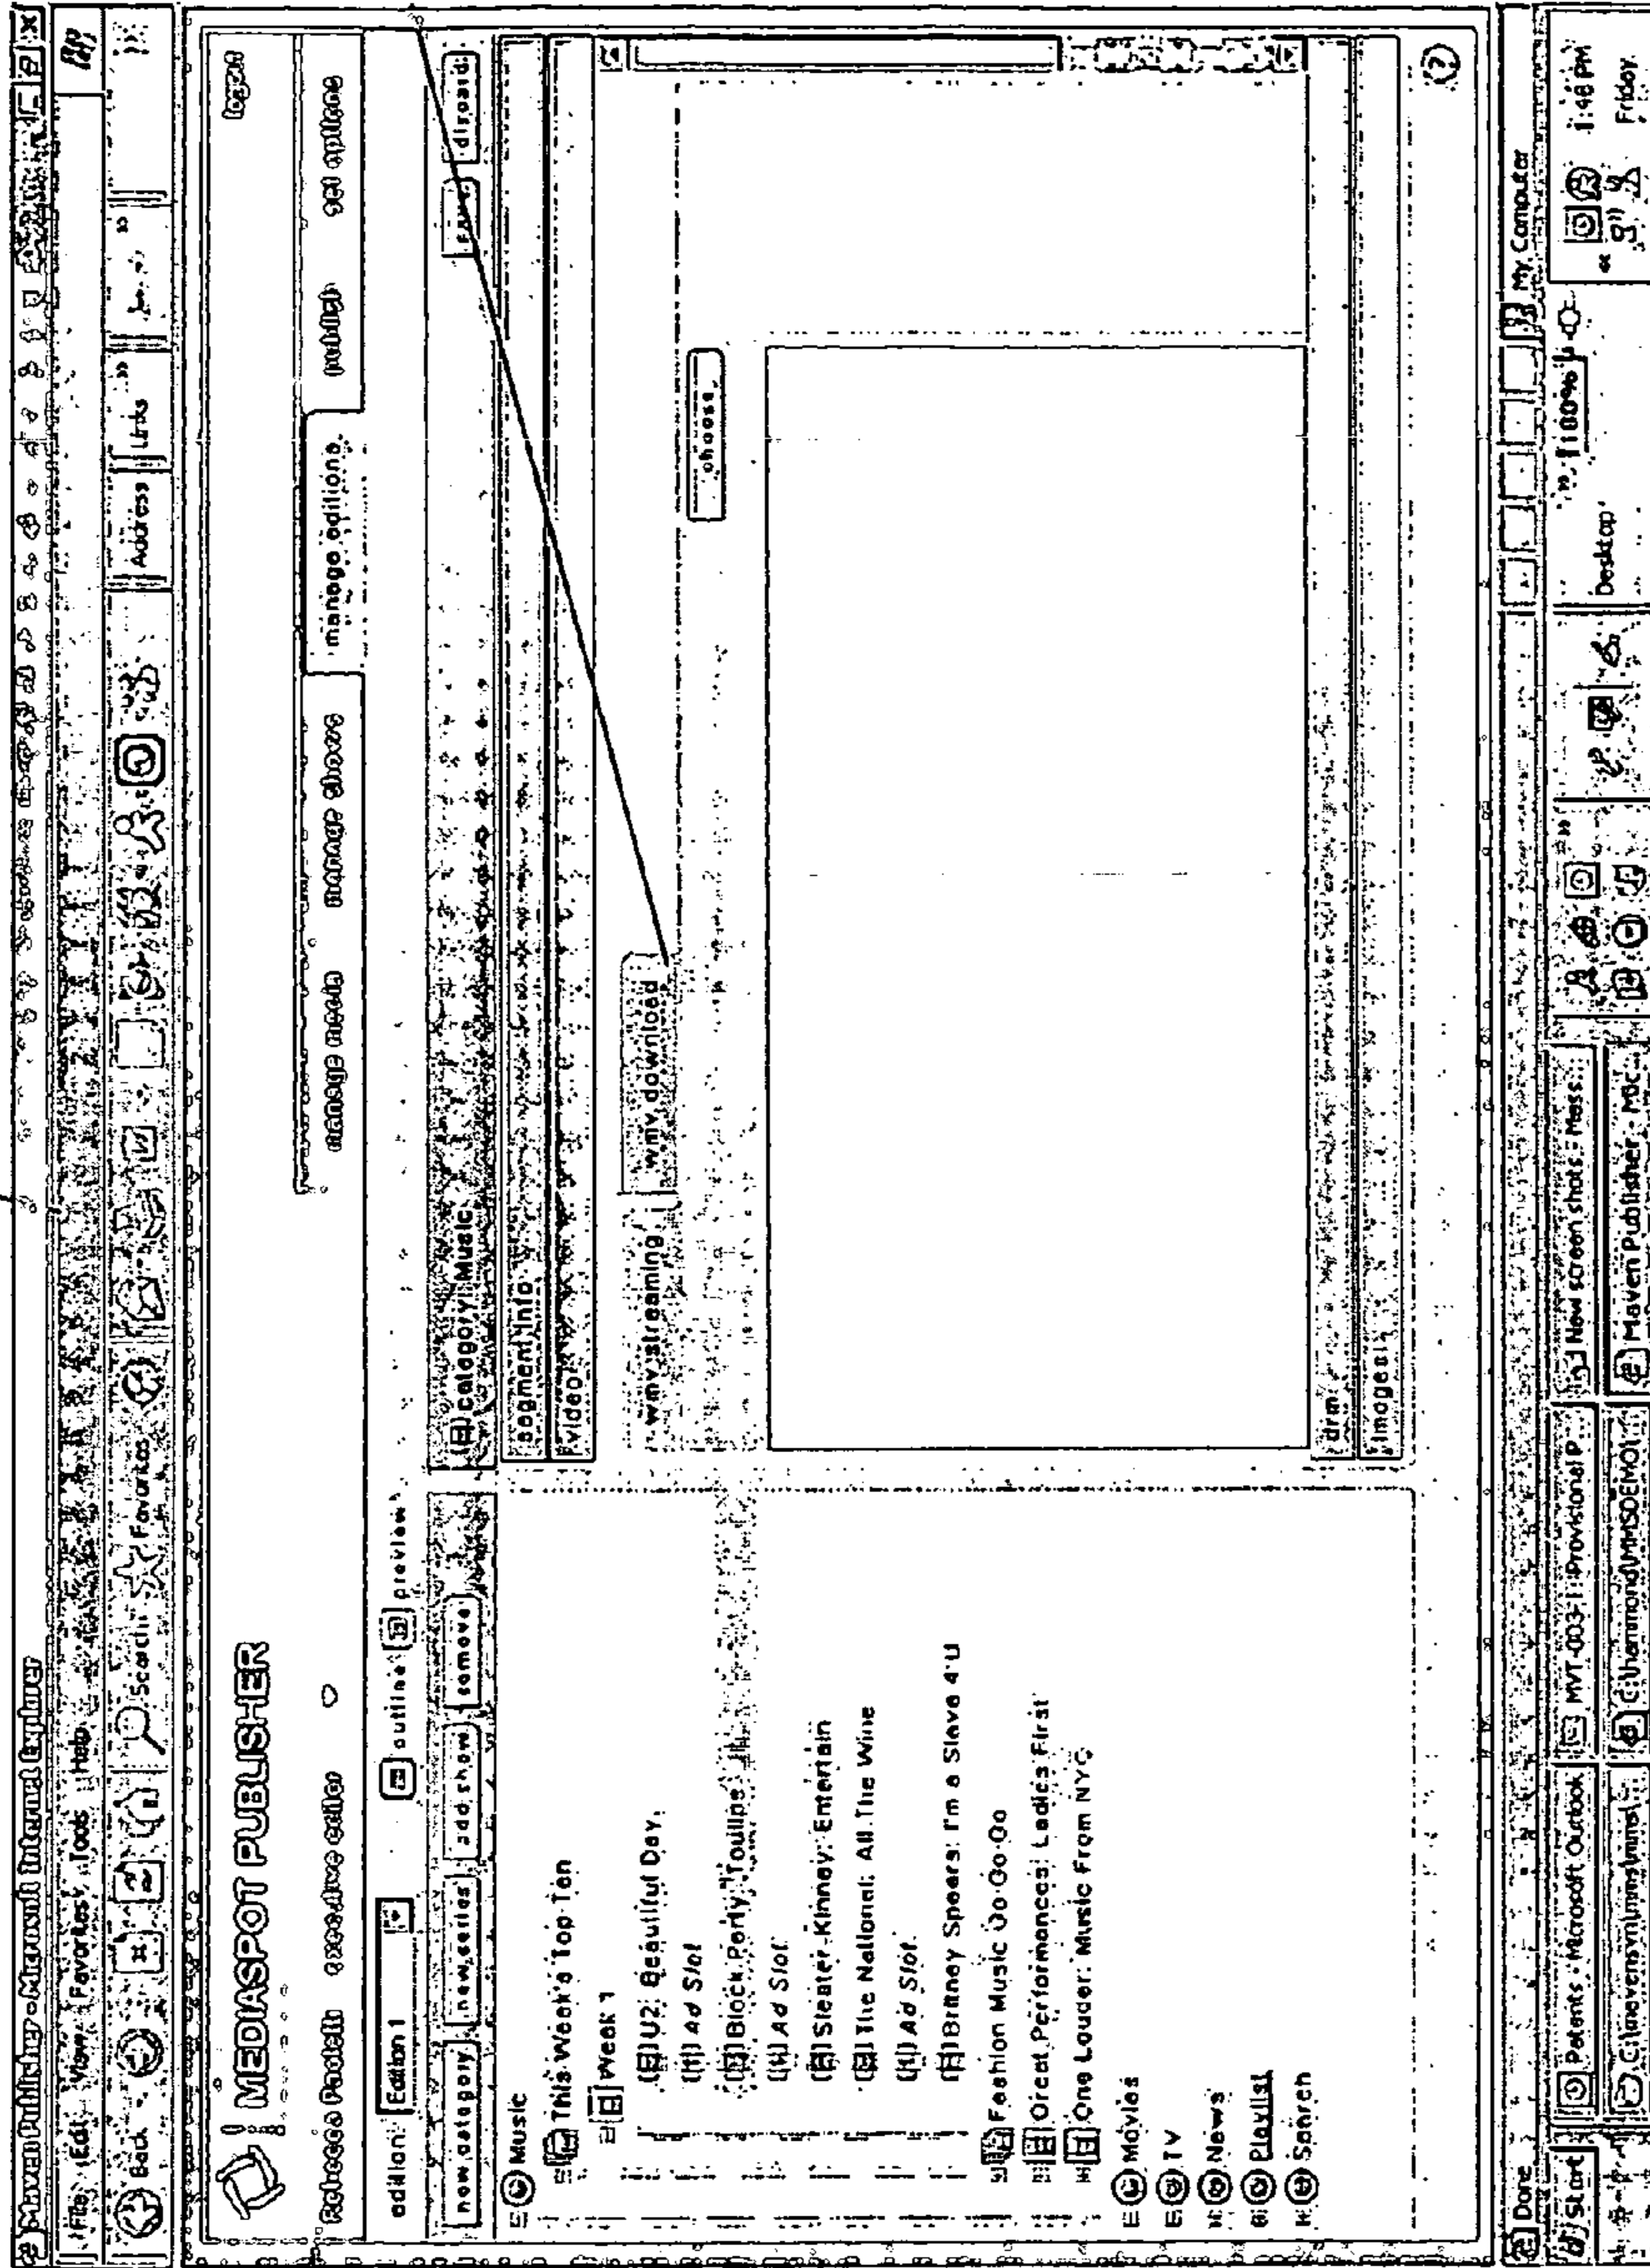 Maven Publisher - Microsoft Internet Explorer
File Edit View Favorites Tools Help
Back Search Favorites Address Links
MEDIASPOT PUBLISHER
logout
manage media manage shows manage editions publish set options
edition: Edition 1 outline preview
new category new series add show remove
category: Music
discard
segment info
video
wmv streaming wmv download
choose
drm
images
Music
This Week's Top Ten
Week 1
U2: Beautiful Day
Ad Slot
Block Party:
Ad Slot
Sleater-Kinney: Entertain
The National: All The Wine
Ad Slot
Britney Spears: I'm a Slave 4 U
Fashion Music Go-Go-Go
Direct Performances: Ladies First
One Louder: Music From NYC
Movies
TV
News
Playlist
Search
Done My Computer
Start Patents - Microsoft Outlook MVT-003-1: Provisional P... New screen shots - Mess... Desktop 100% 1:48 PM
Maven Publisher - Mic... Friday